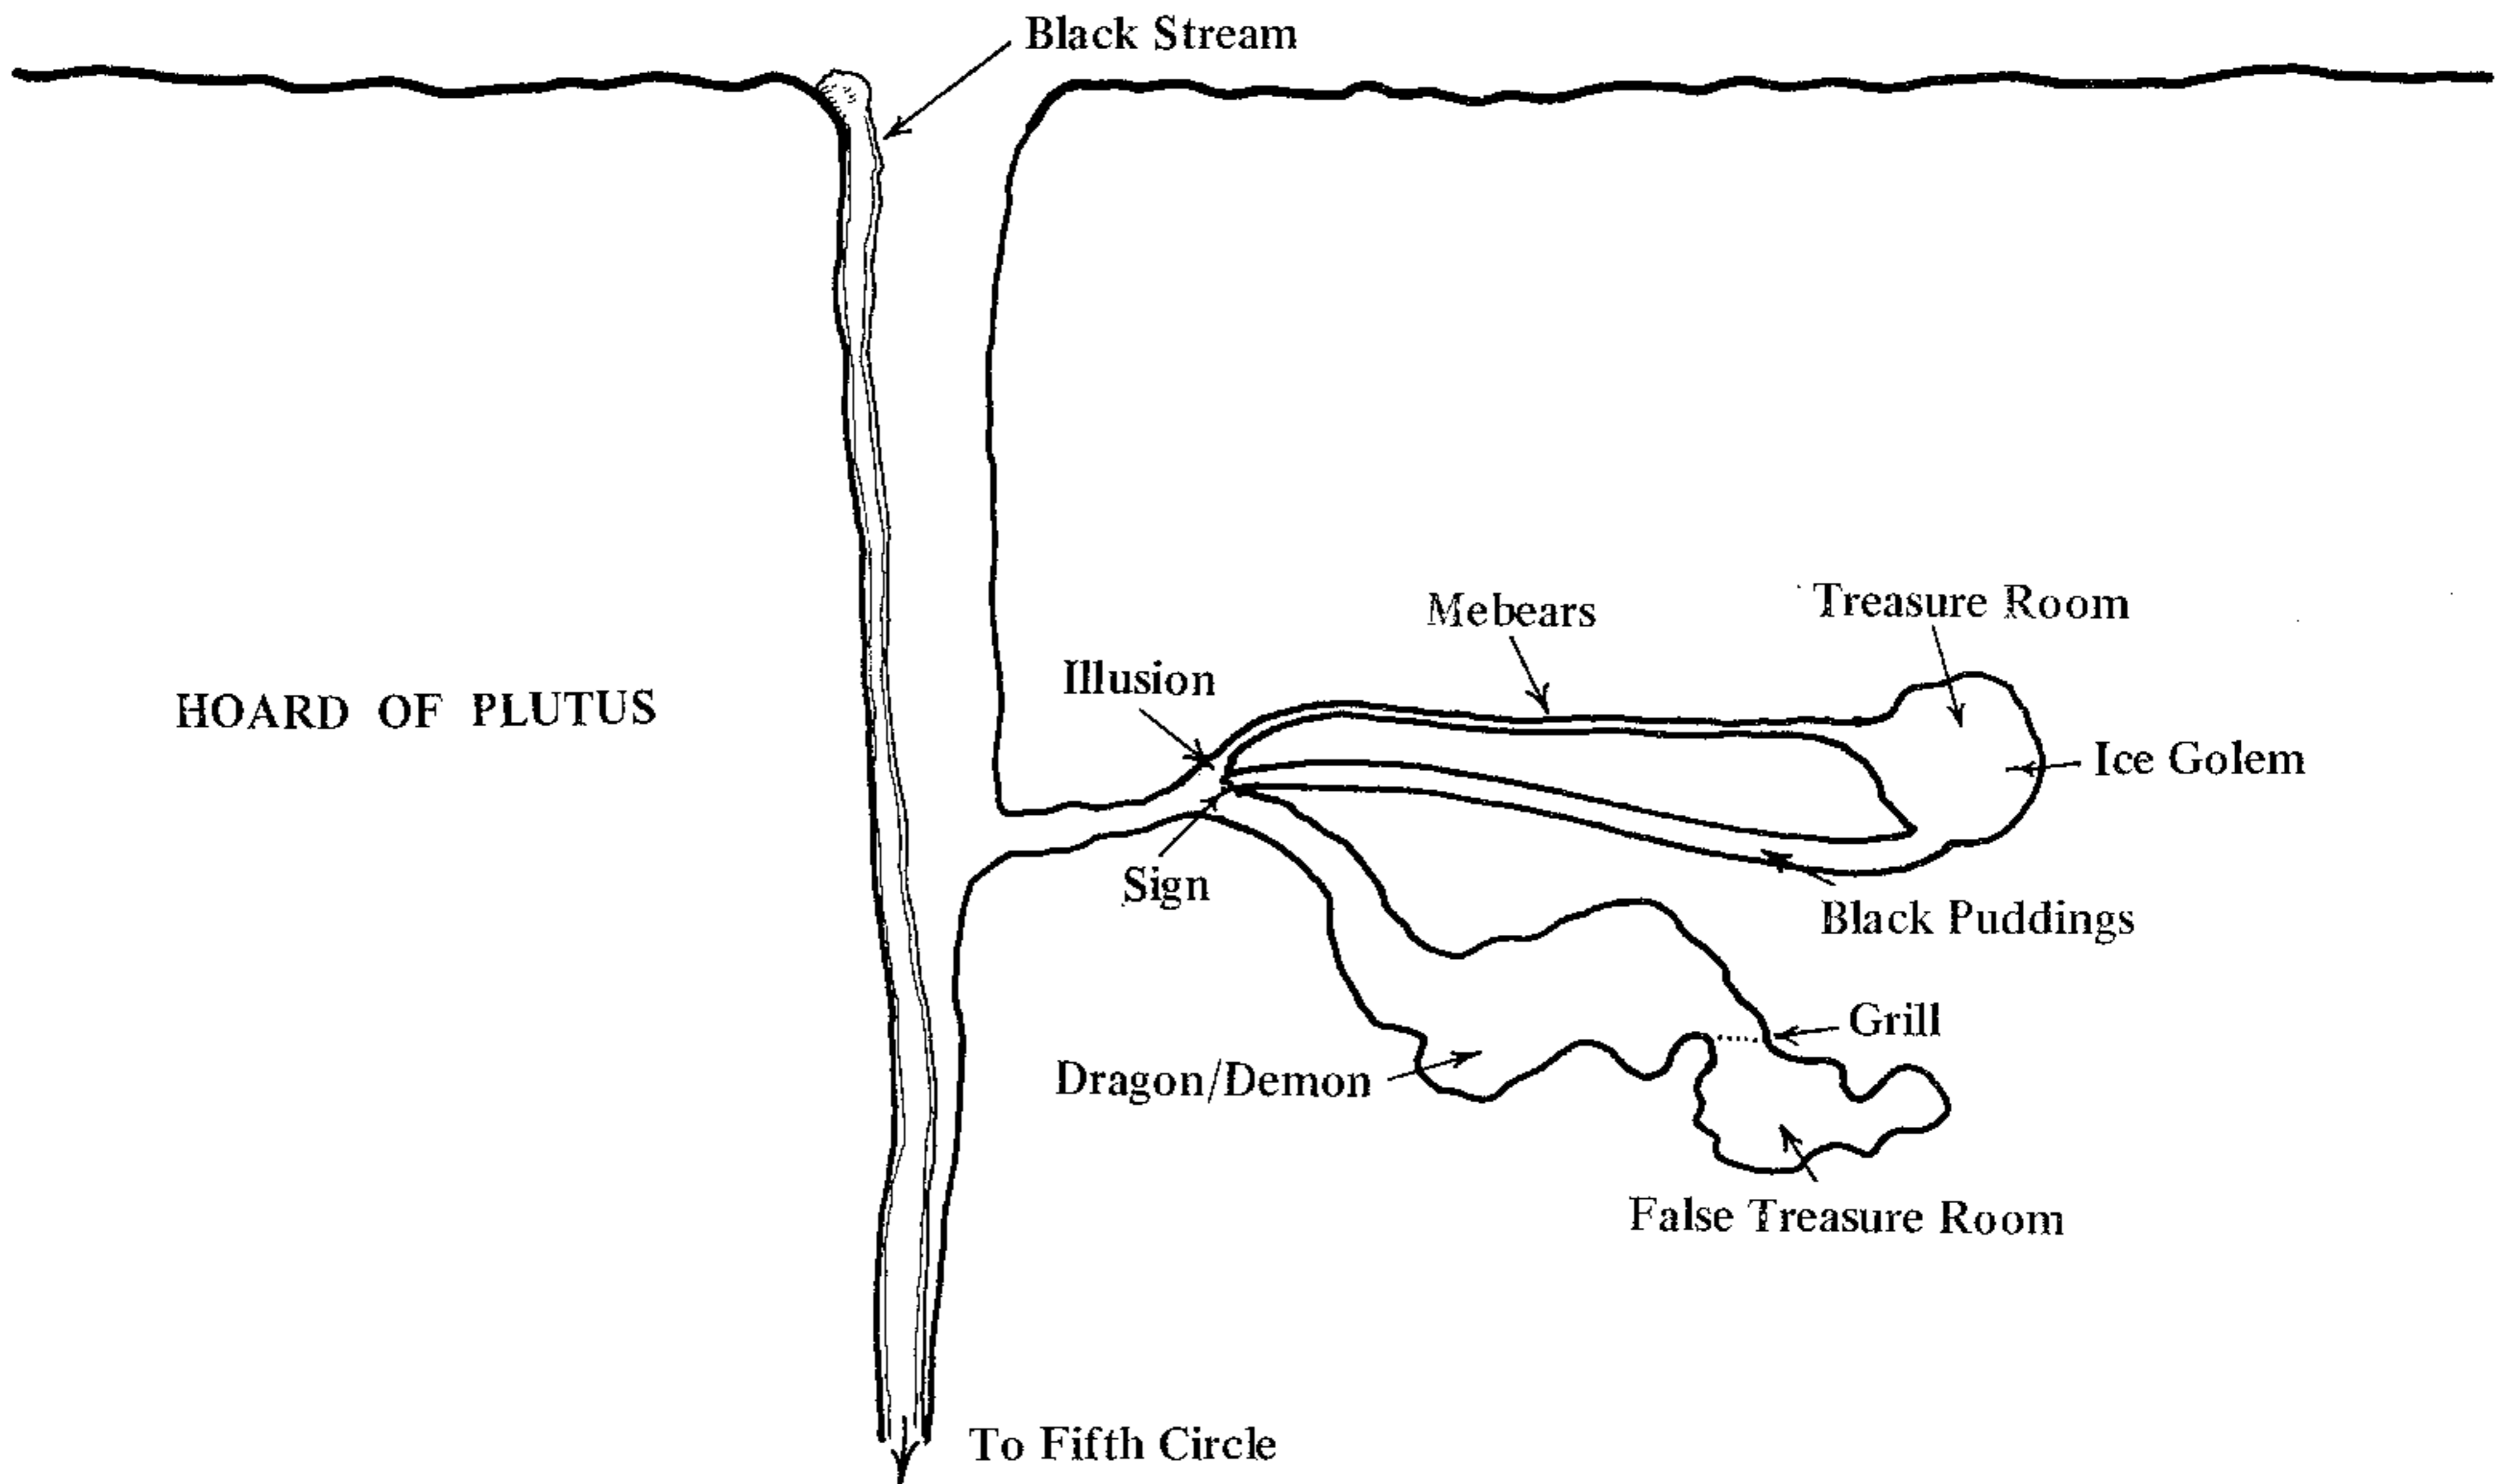 Black Stream
Mebears
Treasure Room
Illusion
HOARD OF PLUTUS
Ice Golem
Sign
Black Puddings
Grill
Dragon/Demon
False Treasure Room
To Fifth Circle